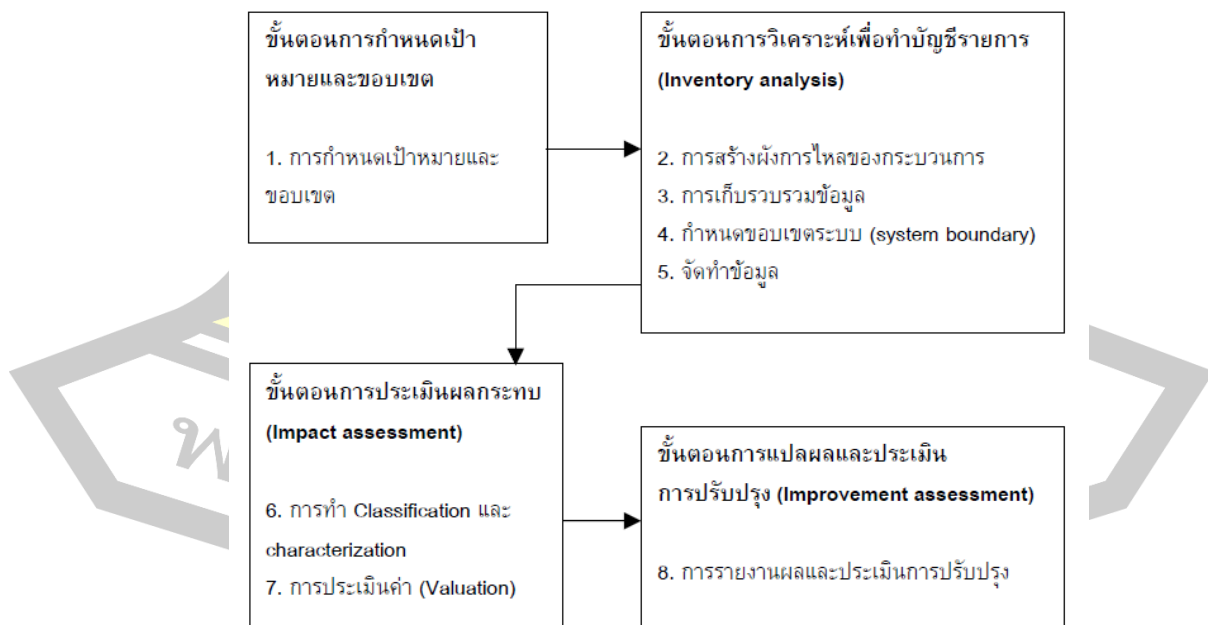 ขั้นตอนการกำหนดเป้า
หมายและขอบเขต
1. การกำหนดเป้าหมายและ
ขอบเขต
ขั้นตอนการวิเคราะห์เพื่อทำบัญชีรายการ
(Inventory analysis)
2. การสร้างผังการไหลของกระบวนการ
3. การเก็บรวบรวมข้อมูล
4. กำหนดขอบเขตระบบ (system boundary)
5. จัดทำข้อมูล
ขั้นตอนการประเมินผลกระทบ
(Impact assessment)
6. การทำ Classification และ
characterization
7. การประเมินค่า (Valuation)
ขั้นตอนการแปลผลและประเมิน
การปรับปรุง (Improvement assessment)
8. การรายงานผลและประเมินการปรับปรุง